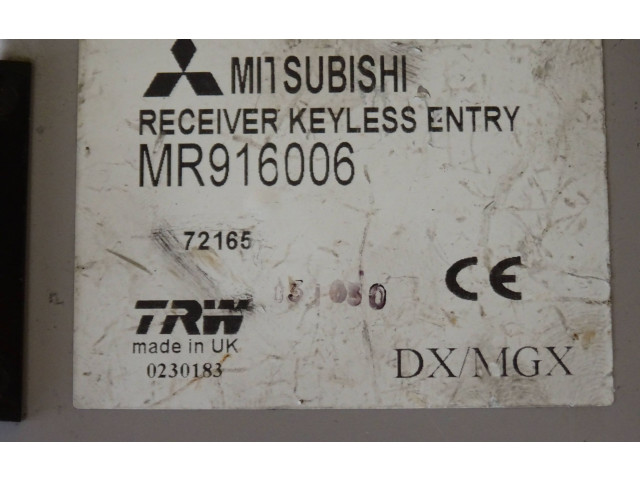 MITSUBISHI
RECEIVER KEYLESS ENTRY
MR916006
72165
CE
TRW
made in UK
0230183
DX/MGX